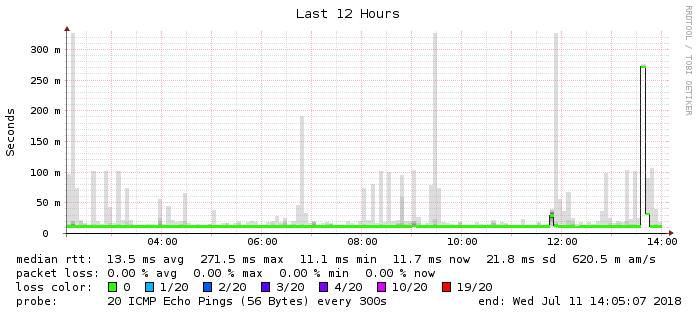 Last 12 Hours
RRDTOOL / TOBI OETIKER
Seconds
300 m
250 m
200 m
150 m
100 m
50 m
0
04:00 06:00 08:00 10:00 12:00 14:00
median rtt: 13.5 ms avg 271.5 ms max 11.1 ms min 11.7 ms now 21.8 ms sd 620.5 m am/s
packet loss: 0.00 % avg 0.00 % max 0.00 % min 0.00 % now
loss color: 0 1/20 2/20 3/20 4/20 10/20 19/20
probe: 20 ICMP Echo Pings (56 Bytes) every 300s end: Wed Jul 11 14:05:07 2018